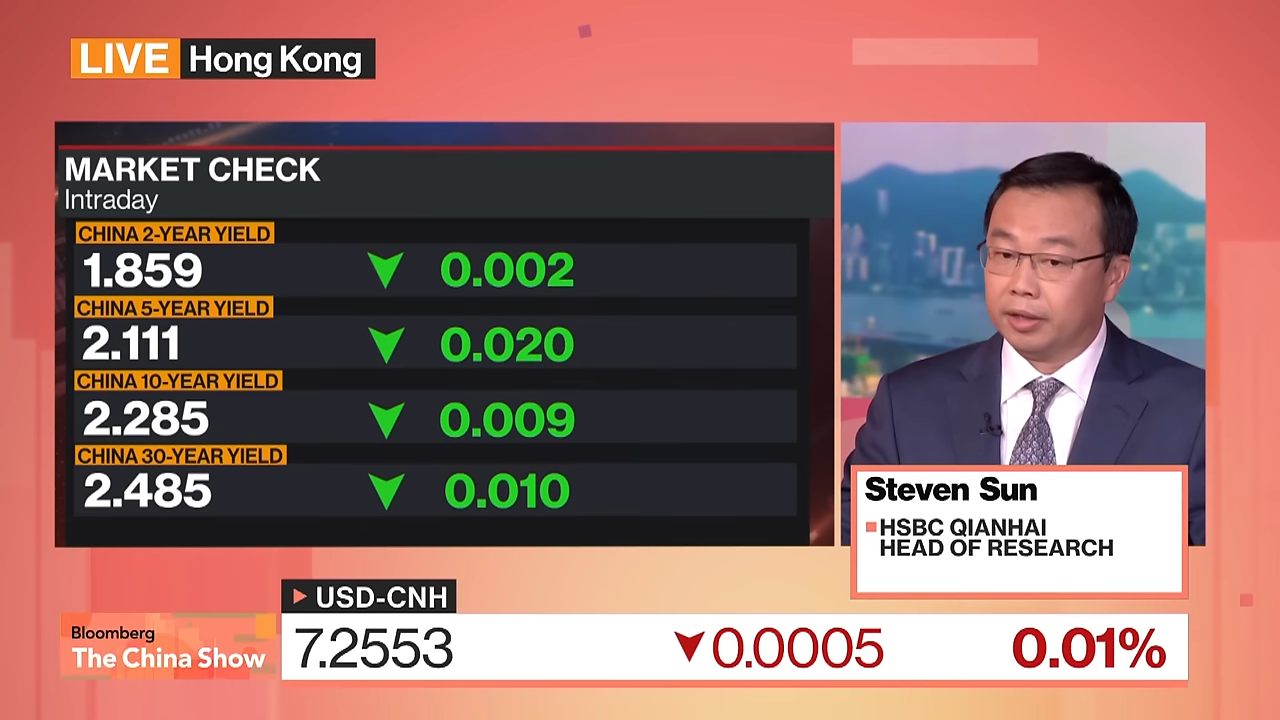 LIVE Hong Kong
MARKET CHECK
Intraday
CHINA 2-YEAR YIELD
1.859 ▼ 0.002
CHINA 5-YEAR YIELD
2.111 ▼ 0.020
CHINA 10-YEAR YIELD
2.285 ▼ 0.009
CHINA 30-YEAR YIELD
2.485 ▼ 0.010
Steven Sun
HSBC QIANHAI
HEAD OF RESEARCH
USD-CNH
Bloomberg
The China Show
7.2553 ▼0.0005 0.01%